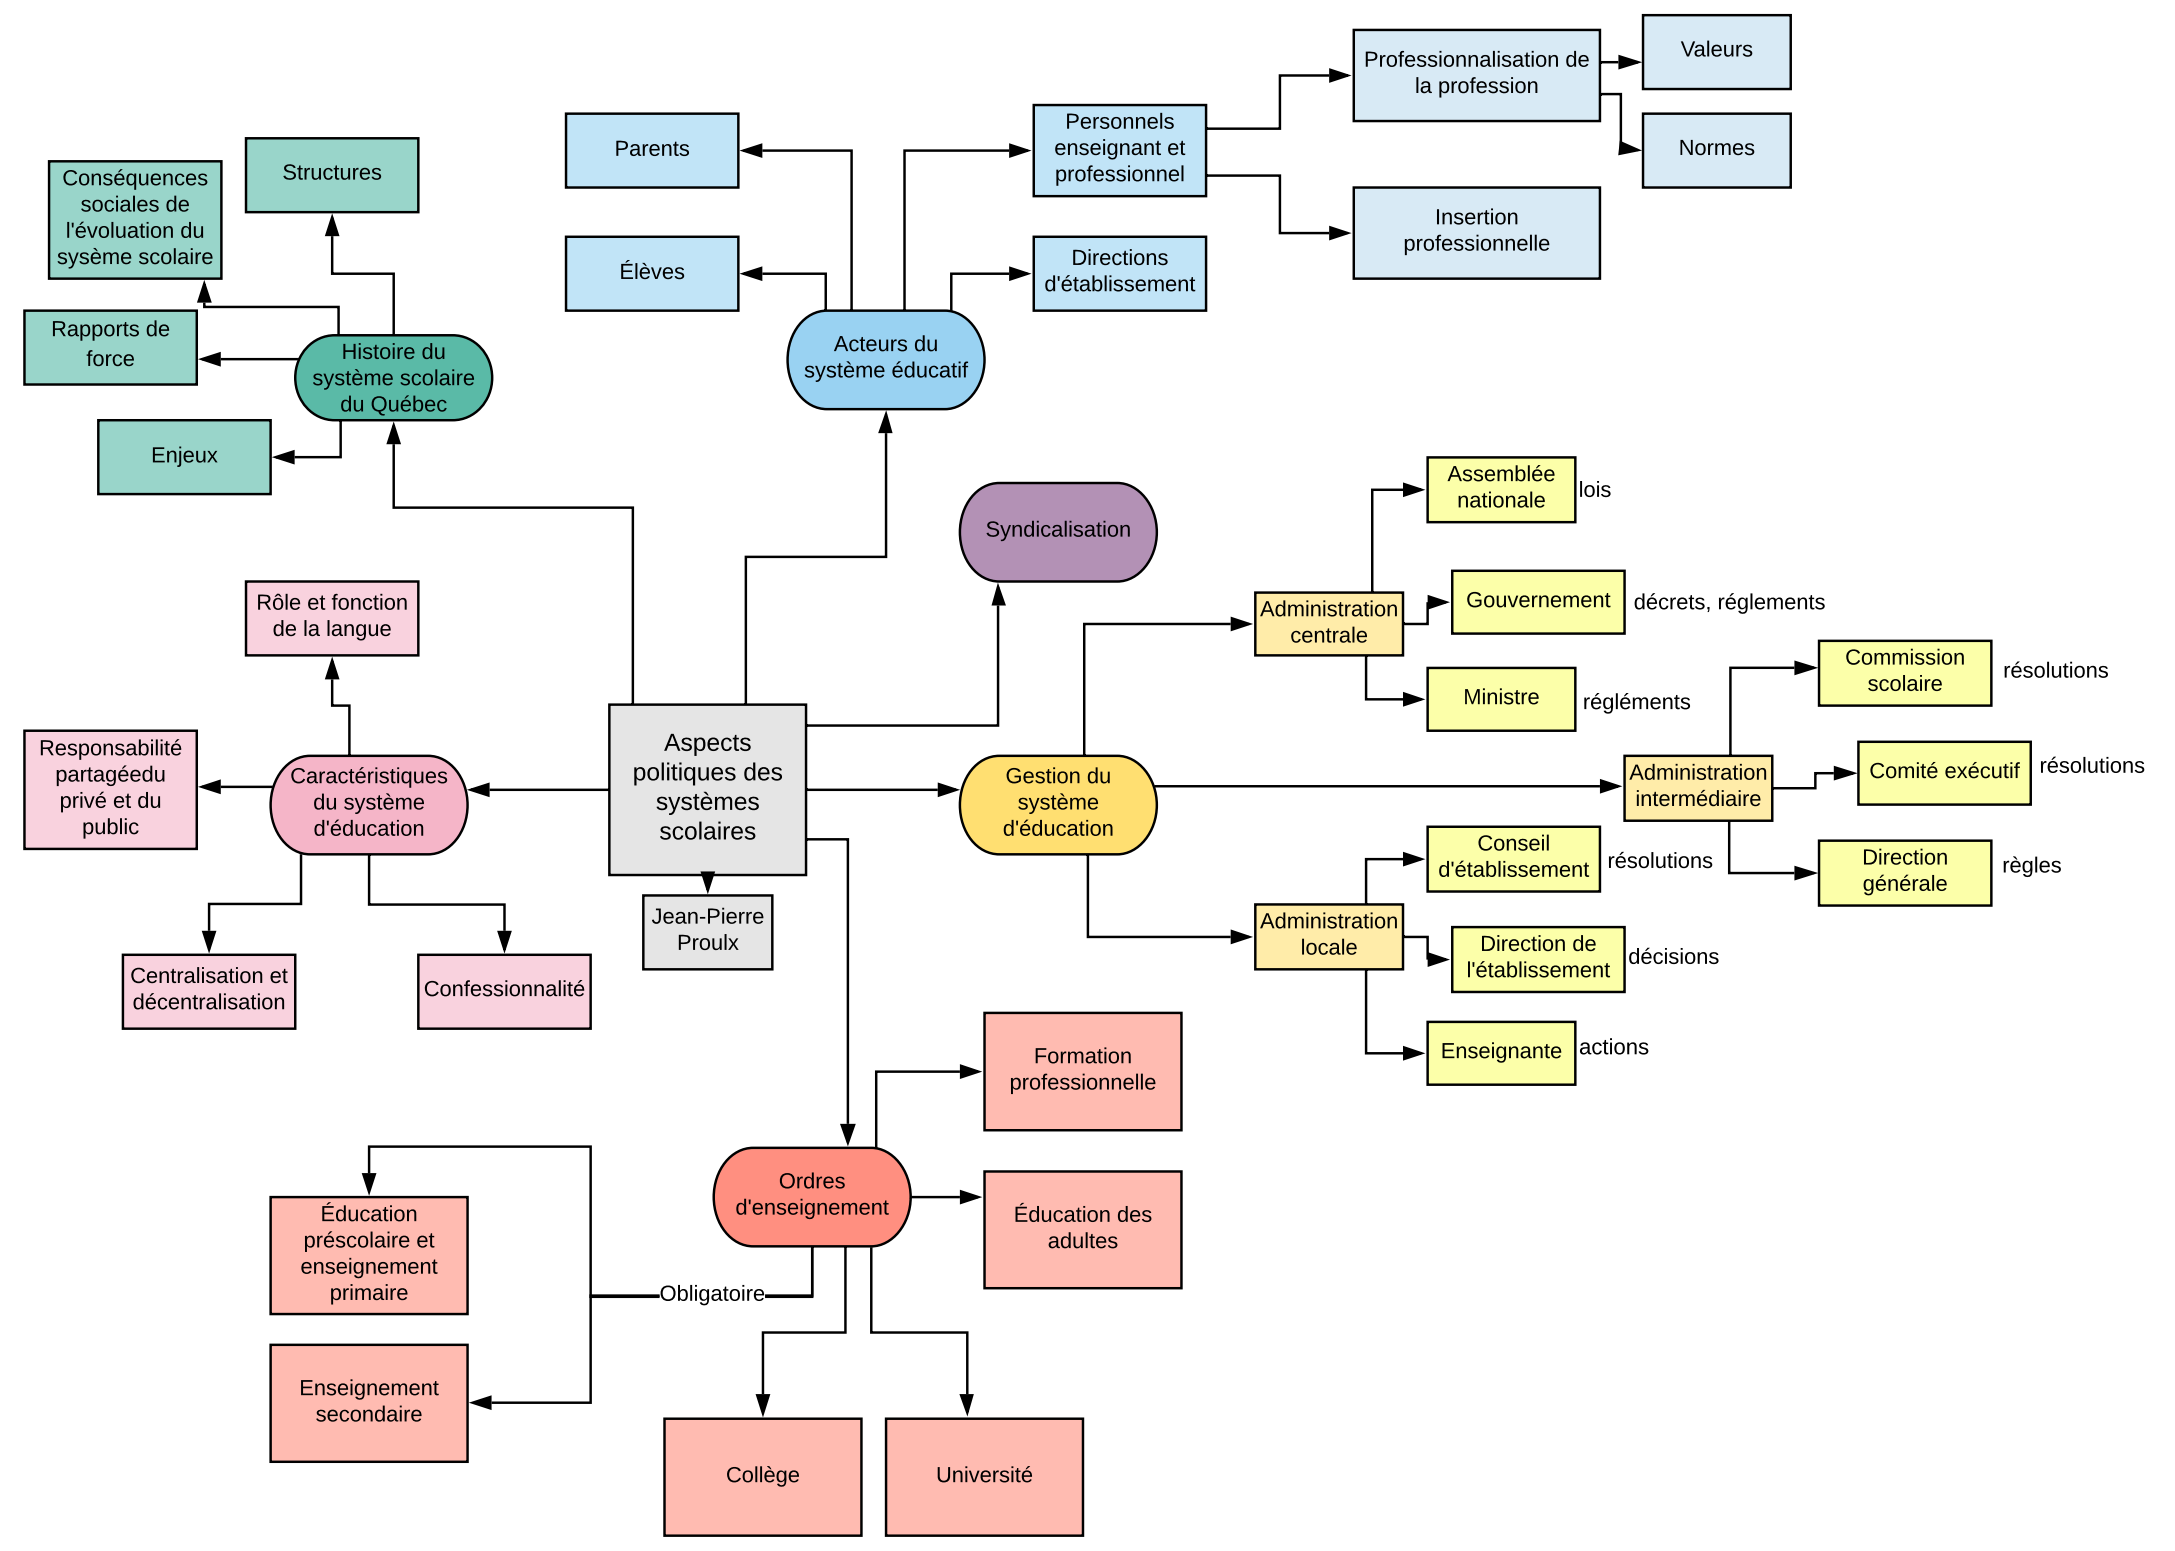 Valeurs
Professionnalisation de
la profession
Normes
Personnels
enseignant et
professionnel
Parents
Structures
Conséquences
sociales de
l'évoluation du
sysème scolaire
Insertion
professionnelle
Élèves
Directions
d'établissement
Rapports de
force
Histoire du
système scolaire
du Québec
Acteurs du
système éducatif
Enjeux
Assemblée
nationale
lois
Syndicalisation
Rôle et fonction
de la langue
Administration
centrale
Gouvernement
décrets, réglements
Commission
scolaire
résolutions
Ministre
régléments
Responsabilité
partagéedu
privé et du
public
Caractéristiques
du système
d'éducation
Aspects
politiques des
systèmes
scolaires
Gestion du
système
d'éducation
Administration
intermédiaire
Comité exécutif
résolutions
Conseil
d'établissement
résolutions
Direction
générale
règles
Jean-Pierre
Proulx
Administration
locale
Direction de
l'établissement
décisions
Centralisation et
décentralisation
Confessionnalité
Enseignante
actions
Formation
professionnelle
Ordres
d'enseignement
Éducation des
adultes
Éducation
préscolaire et
enseignement
primaire
Obligatoire
Enseignement
secondaire
Collège
Université